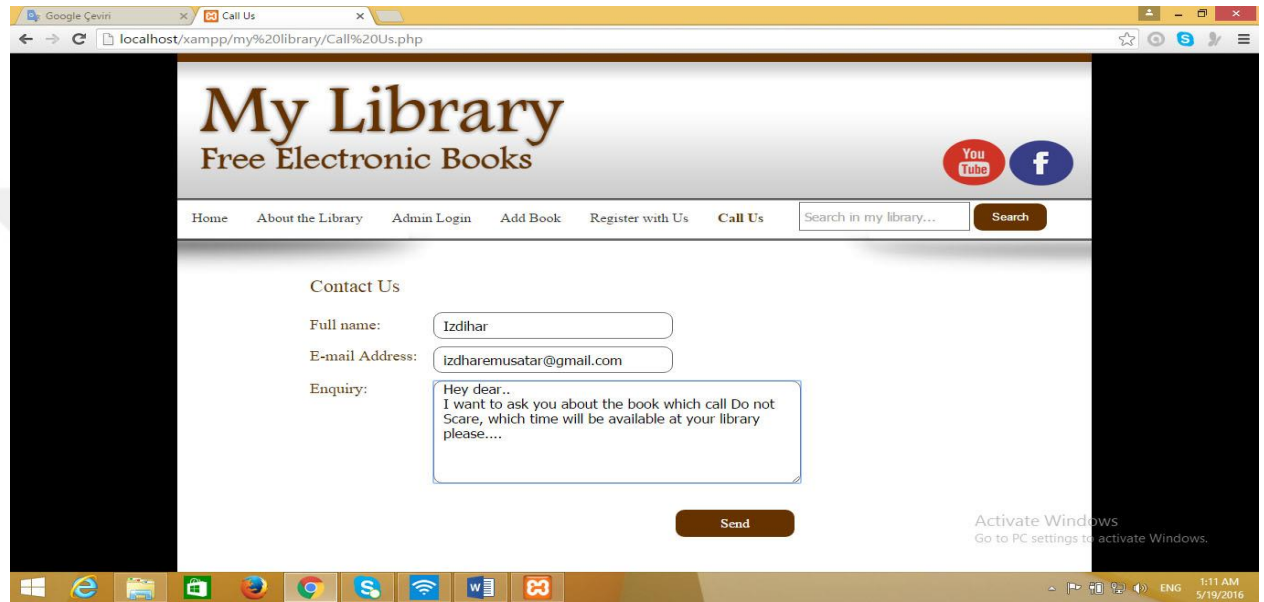 Google Çeviri
Call Us
localhost/xampp/my%20library/Call%20Us.php
My Library
Free Electronic Books
You
Tube
f
Home About the Library Admin Login Add Book Register with Us Call Us Search in my library... Search
Contact Us
Full name: Izdihar
E-mail Address: izdharemusatar@gmail.com
Enquiry: Hey dear..
I want to ask you about the book which call Do not
Scare, which time will be available at your library
please....
Send
Activate Windows
Go to PC settings to activate Windows.
ENG 1:11 AM
5/19/2016